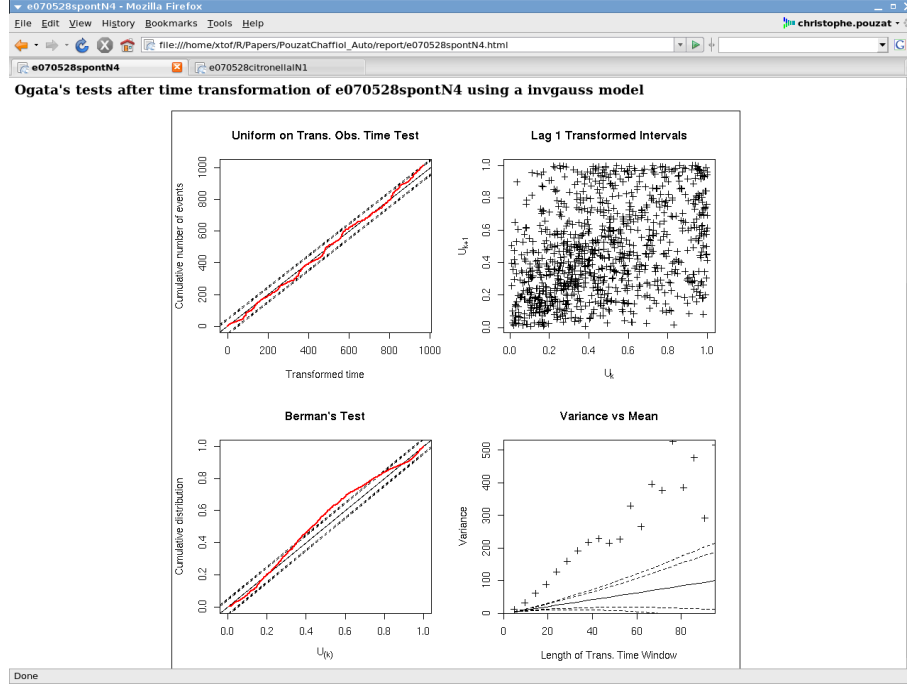 e070528spontN4 - Mozilla Firefox
File Edit View History Bookmarks Tools Help
christophe.pouzat
file:///home/xtof/R/Papers/PouzatChaffiol_Auto/report/e070528spontN4.html
G
e070528spontN4
e070528citronellalN1
Ogata's tests after time transformation of e070528spontN4 using a invgauss model
Uniform on Trans. Obs. Time Test
Cumulative number of events
0 200 400 600 800 1000
0 200 400 600 800 1000
Transformed time
Lag 1 Transformed Intervals
Uk+1
0.0 0.2 0.4 0.6 0.8 1.0
0.0 0.2 0.4 0.6 0.8 1.0
Uk
Berman's Test
Cumulative distribution
0.0 0.2 0.4 0.6 0.8 1.0
0.0 0.2 0.4 0.6 0.8 1.0
U(k)
Variance vs Mean
Variance
0 100 200 300 400 500
0 20 40 60 80
Length of Trans. Time Window
Done